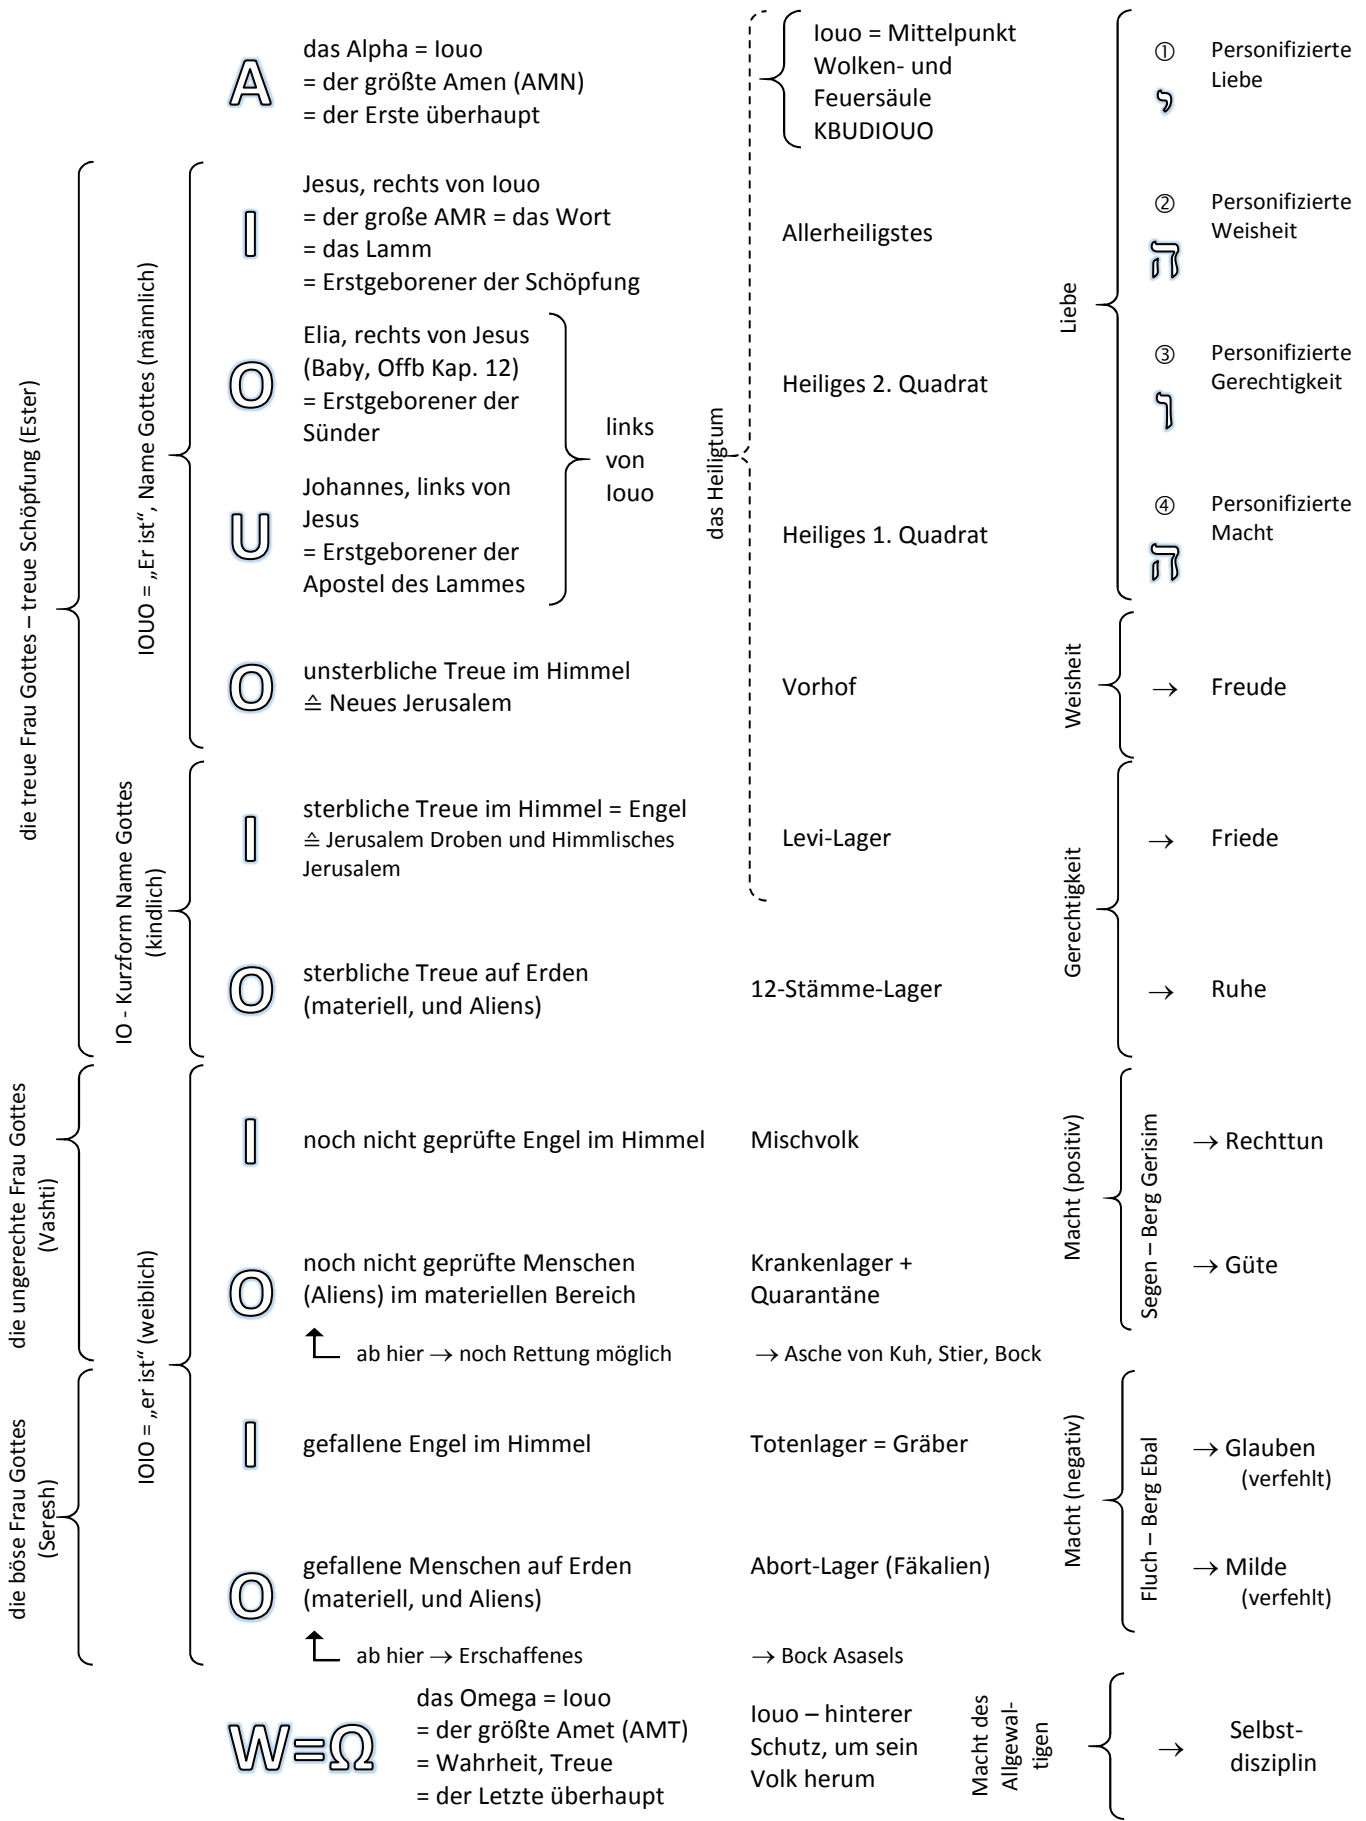 A
das Alpha = Iouo
= der größte Amen (AMN)
= der Erste überhaupt
Iouo = Mittelpunkt
Wolken- und
Feuersäule
KBUDIOUO
①
Personifizierte
Liebe
י
die treue Frau Gottes – treue Schöpfung (Ester)
IOUO = „Er ist“, Name Gottes (männlich)
I
Jesus, rechts von Iouo
= der große AMR = das Wort
= das Lamm
= Erstgeborener der Schöpfung
das Heiligtum
Allerheiligstes
Liebe
②
Personifizierte
Weisheit
ה
O
Elia, rechts von Jesus
(Baby, Offb Kap. 12)
= Erstgeborener der
Sünder
links
von
Iouo
Heiliges 2. Quadrat
③
Personifizierte
Gerechtigkeit
ו
U
Johannes, links von
Jesus
= Erstgeborener der
Apostel des Lammes
Heiliges 1. Quadrat
④
Personifizierte
Macht
ה
O
unsterbliche Treue im Himmel
≙ Neues Jerusalem
Vorhof
Weisheit
→ Freude
IO - Kurzform Name Gottes
(kindlich)
I
sterbliche Treue im Himmel = Engel
≙ Jerusalem Droben und Himmlisches
Jerusalem
Levi-Lager
Gerechtigkeit
→ Friede
O
sterbliche Treue auf Erden
(materiell, und Aliens)
12-Stämme-Lager
→ Ruhe
die ungerechte Frau Gottes
(Vashti)
IOIO = „er ist“ (weiblich)
I
noch nicht geprüfte Engel im Himmel
Mischvolk
Macht (positiv)
Segen – Berg Gerisim
→ Rechttun
O
noch nicht geprüfte Menschen
(Aliens) im materiellen Bereich
Krankenlager +
Quarantäne
→ Güte
ab hier → noch Rettung möglich
→ Asche von Kuh, Stier, Bock
die böse Frau Gottes
(Seresh)
I
gefallene Engel im Himmel
Totenlager = Gräber
Macht (negativ)
Fluch – Berg Ebal
→ Glauben
(verfehlt)
O
gefallene Menschen auf Erden
(materiell, und Aliens)
Abort-Lager (Fäkalien)
→ Milde
(verfehlt)
ab hier → Erschaffenes
→ Bock Asasels
W=Ω
das Omega = Iouo
= der größte Amet (AMT)
= Wahrheit, Treue
= der Letzte überhaupt
Iouo – hinterer
Schutz, um sein
Volk herum
Macht des
Allgewal-
tigen
→ Selbst-
disziplin